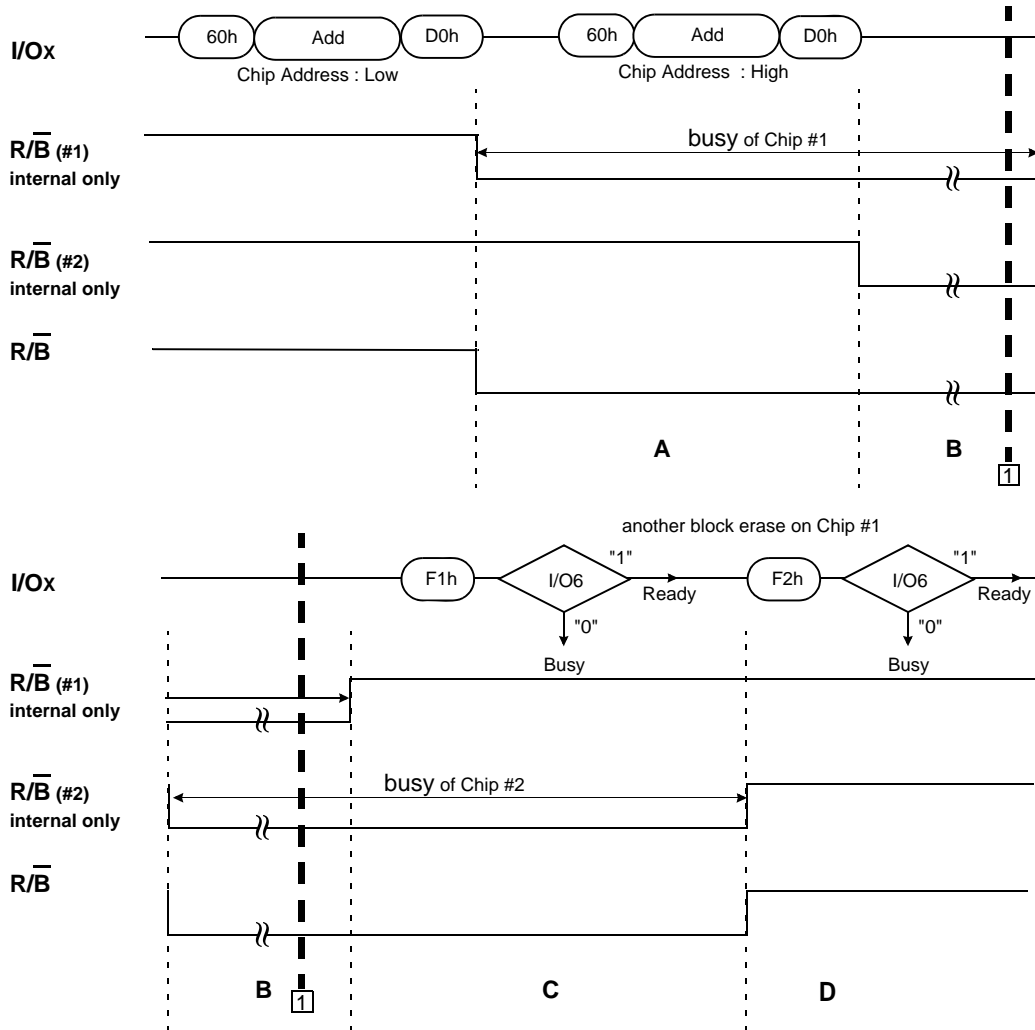 I/Ox 60h Add D0h 60h Add D0h
Chip Address : Low Chip Address : High
R/B̅ (#1) busy of Chip #1
internal only
R/B̅ (#2)
internal only
R/B̅
A B
1
another block erase on Chip #1
I/Ox F1h I/O6 "1" Ready F2h I/O6 "1" Ready
"0" "0"
Busy Busy
R/B̅ (#1)
internal only
R/B̅ (#2) busy of Chip #2
internal only
R/B̅
B 1 C D